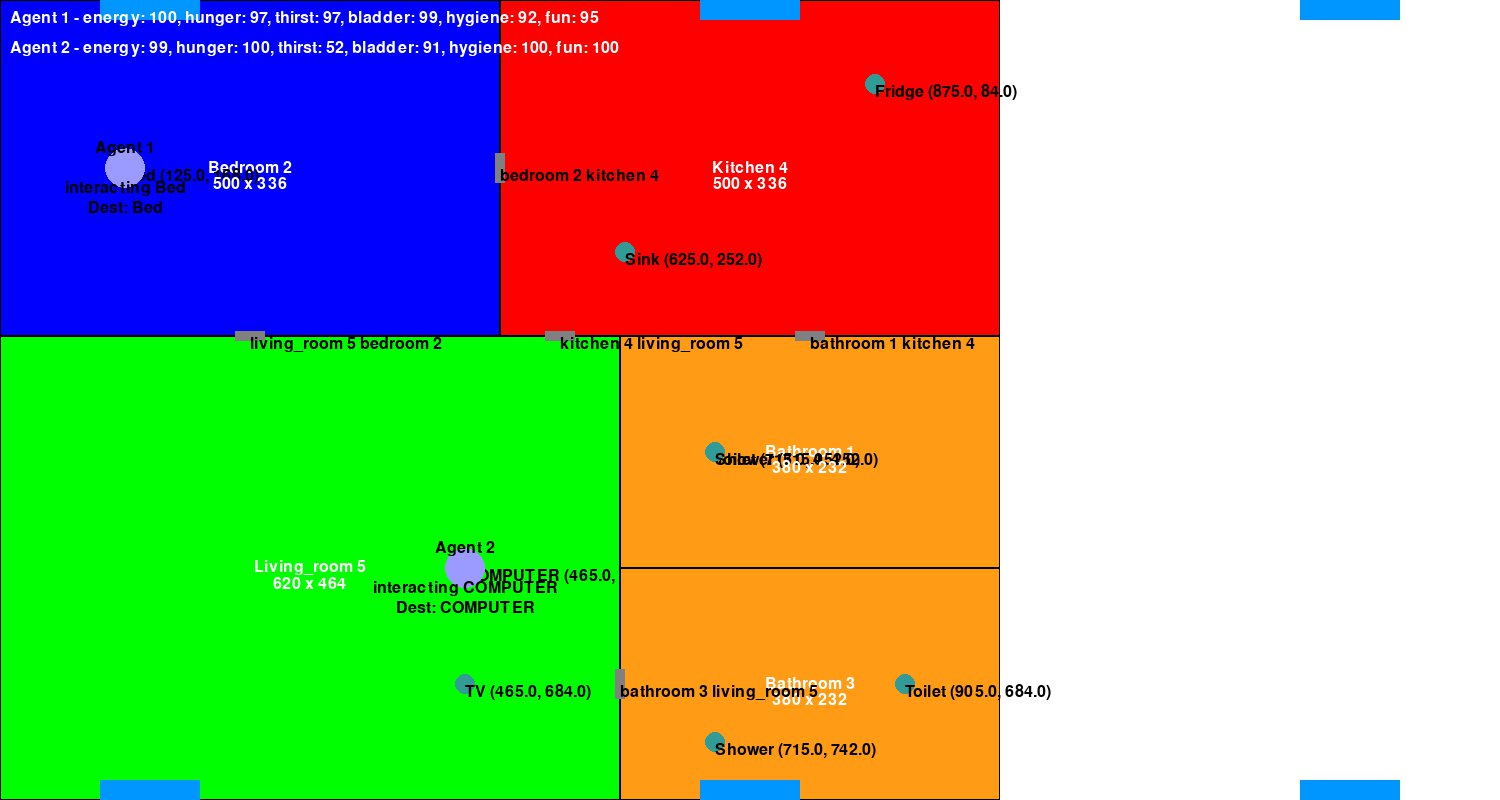 Agent 1 - energy: 100, hunger: 97, thirst: 97, bladder: 99, hygiene: 92, fun: 95
Agent 2 - energy: 99, hunger: 100, thirst: 52, bladder: 91, hygiene: 100, fun: 100
Fridge (875.0, 84.0)
Agent 1
Bedroom 2
500 x 336
Kitchen 4
500 x 336
bedroom 2 kitchen 4
interacting Bed
Dest: Bed
Sink (625.0, 252.0)
living_room 5 bedroom 2
kitchen 4 living_room 5
bathroom 1 kitchen 4
Bathroom 1
380 x 232
Agent 2
Living_room 5
620 x 464
COMPUTER (465.0,
interacting COMPUTER
Dest: COMPUTER
TV (465.0, 684.0)
bathroom 3 living_room 5
Bathroom 3
380 x 232
Toilet (905.0, 684.0)
Shower (715.0, 742.0)